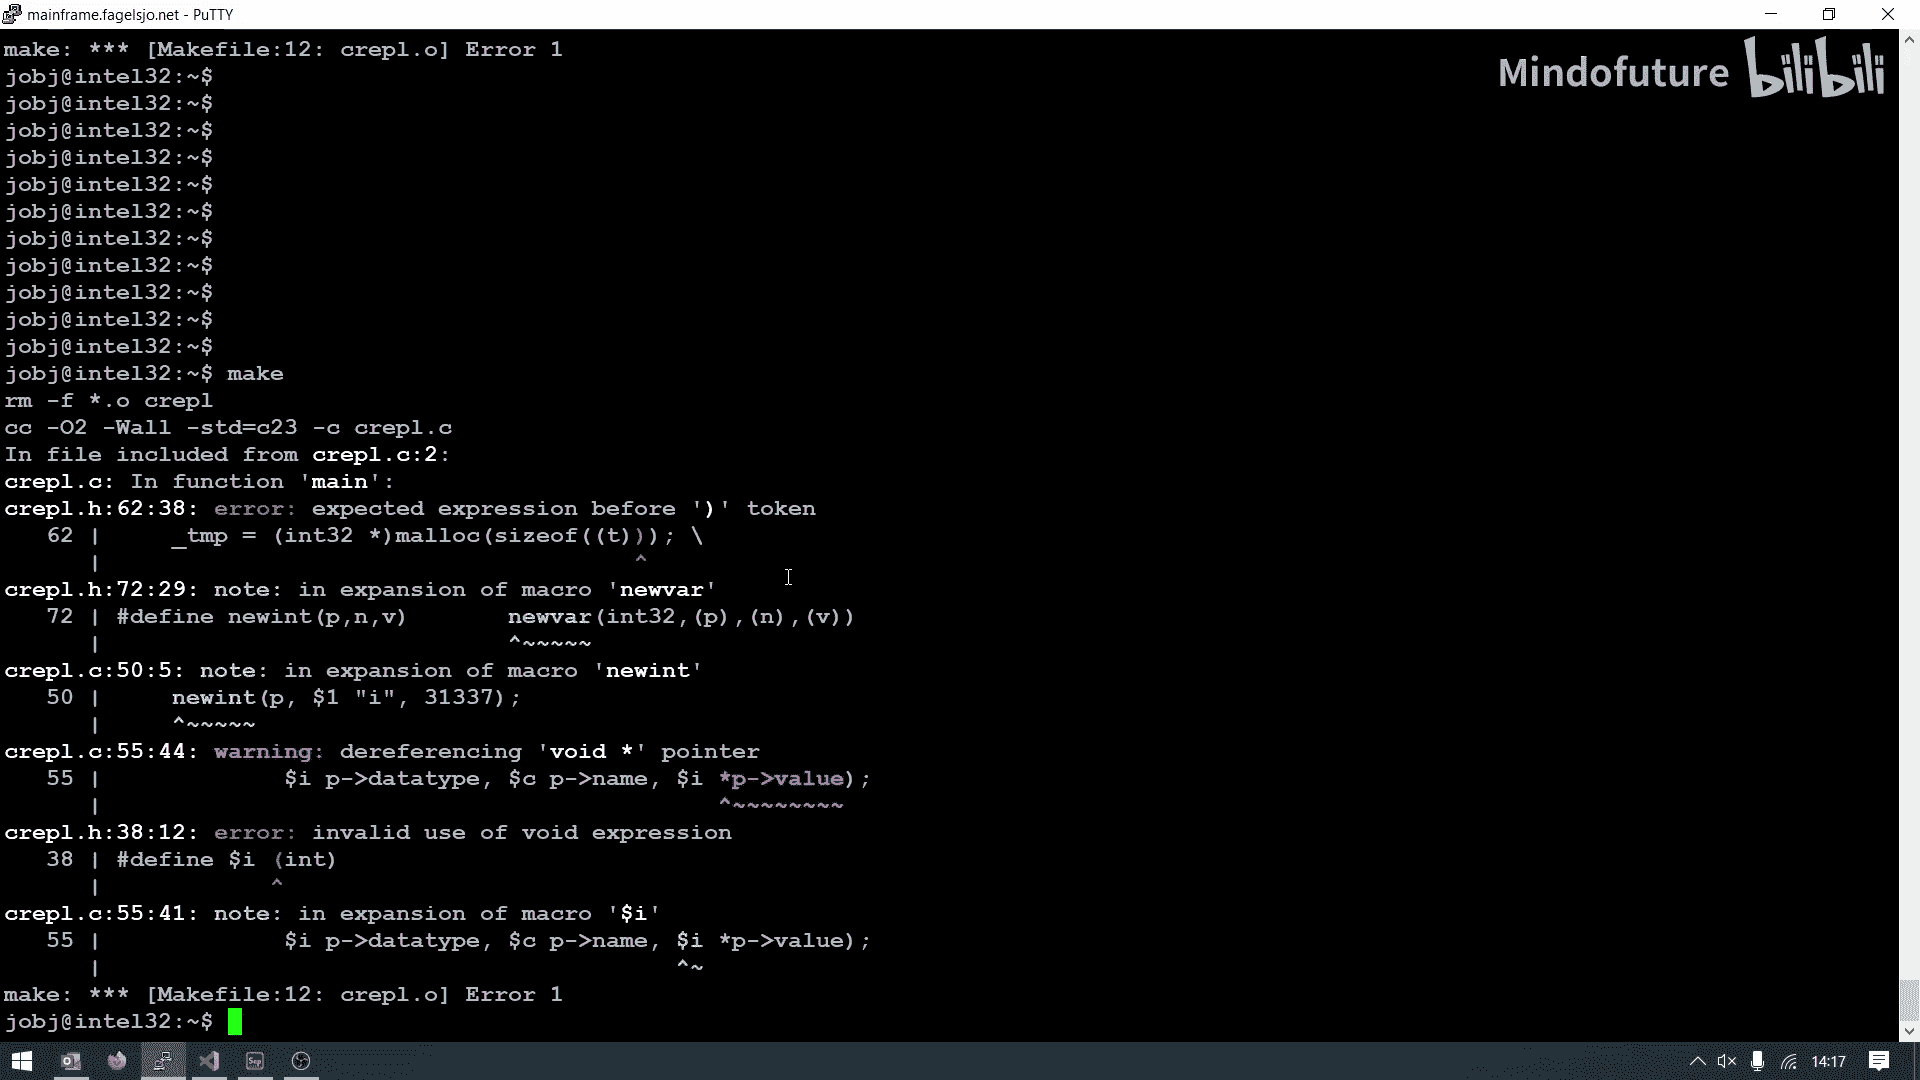 mainframe.fagelsjo.net - PuTTY
make: *** [Makefile:12: crepl.o] Error 1
Mindofuture bilibili
jobj@intel32:~$
jobj@intel32:~$
jobj@intel32:~$
jobj@intel32:~$
jobj@intel32:~$
jobj@intel32:~$
jobj@intel32:~$
jobj@intel32:~$
jobj@intel32:~$
jobj@intel32:~$
jobj@intel32:~$
jobj@intel32:~$ make
rm -f *.o crepl
cc -O2 -Wall -std=c23 -c crepl.c
In file included from crepl.c:2:
crepl.c: In function 'main':
crepl.h:62:38: error: expected expression before ')' token
   62 |     _tmp = (int32 *)malloc(sizeof((t))); \
      |                                      ^
crepl.h:72:29: note: in expansion of macro 'newvar'
   72 | #define newint(p,n,v)       newvar(int32,(p),(n),(v))
      |                             ^~~~~~
crepl.c:50:5: note: in expansion of macro 'newint'
   50 |     newint(p, $1 "i", 31337);
      |     ^~~~~~
crepl.c:55:44: warning: dereferencing 'void *' pointer
   55 |             $i p->datatype, $c p->name, $i *p->value);
      |                                            ^~~~~~~~~
crepl.h:38:12: error: invalid use of void expression
   38 | #define $i (int)
      |            ^
crepl.c:55:41: note: in expansion of macro '$i'
   55 |             $i p->datatype, $c p->name, $i *p->value);
      |                                         ^~
make: *** [Makefile:12: crepl.o] Error 1
jobj@intel32:~$
14:17